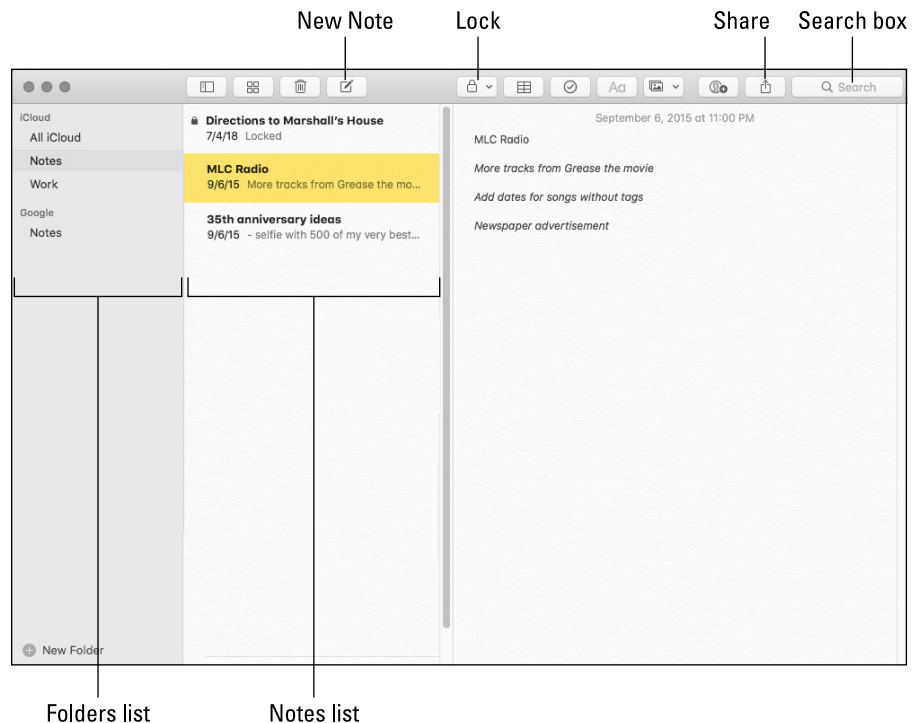 New Note Lock Share Search box
Aa Search
iCloud
All iCloud
Notes
Work
Google
Notes
Directions to Marshall's House
7/4/18 Locked
MLC Radio
9/6/15 More tracks from Grease the mo...
35th anniversary ideas
9/6/15 - selfie with 500 of my very best...
September 6, 2015 at 11:00 PM
MLC Radio
More tracks from Grease the movie
Add dates for songs without tags
Newspaper advertisement
New Folder
Folders list Notes list